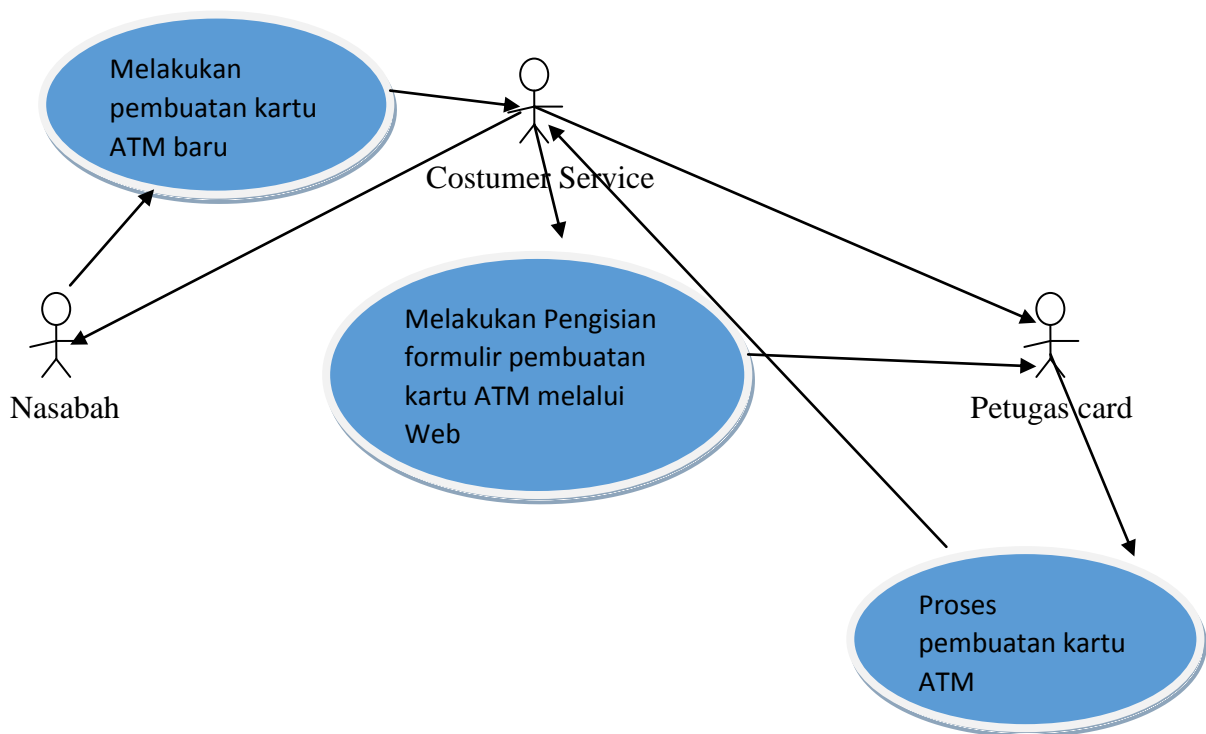 Melakukan
pembuatan kartu
ATM baru
Costumer Service
Nasabah
Melakukan Pengisian
formulir pembuatan
kartu ATM melalui
Web
Petugas card
Proses
pembuatan kartu
ATM